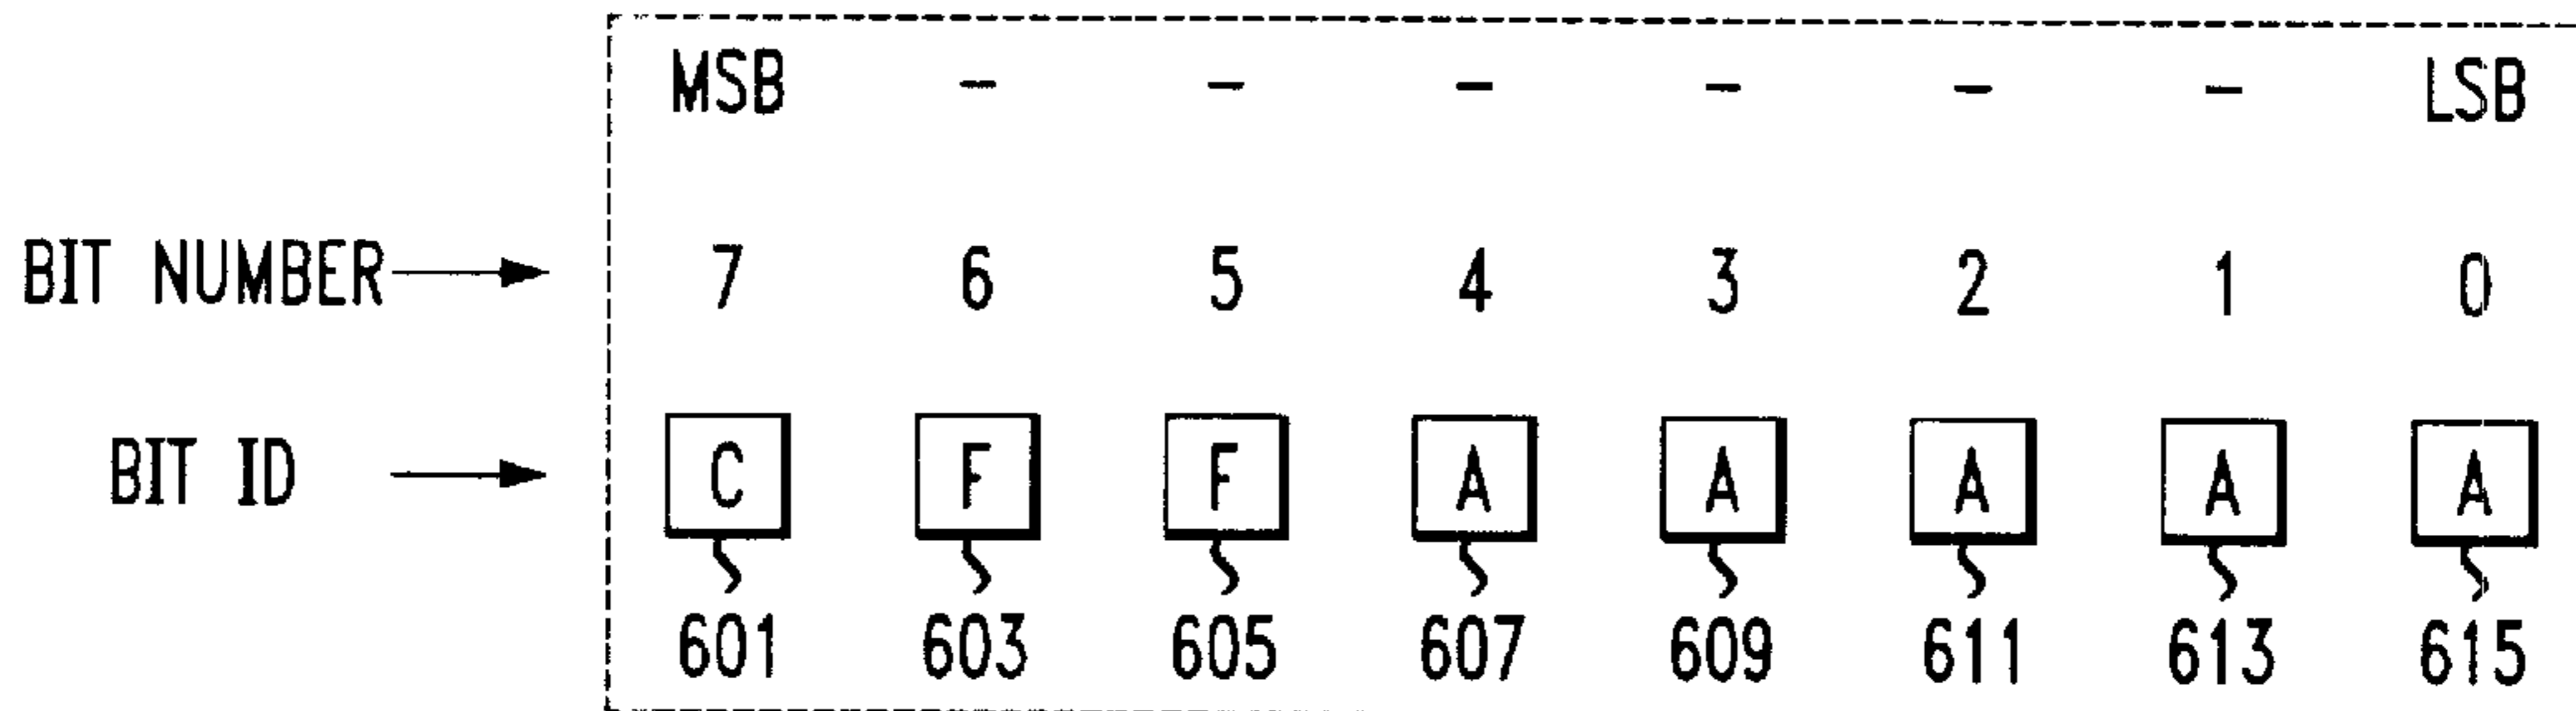 MSB - - - - - - LSB
BIT NUMBER 7 6 5 4 3 2 1 0
BIT ID C F F A A A A A
601 603 605 607 609 611 613 615